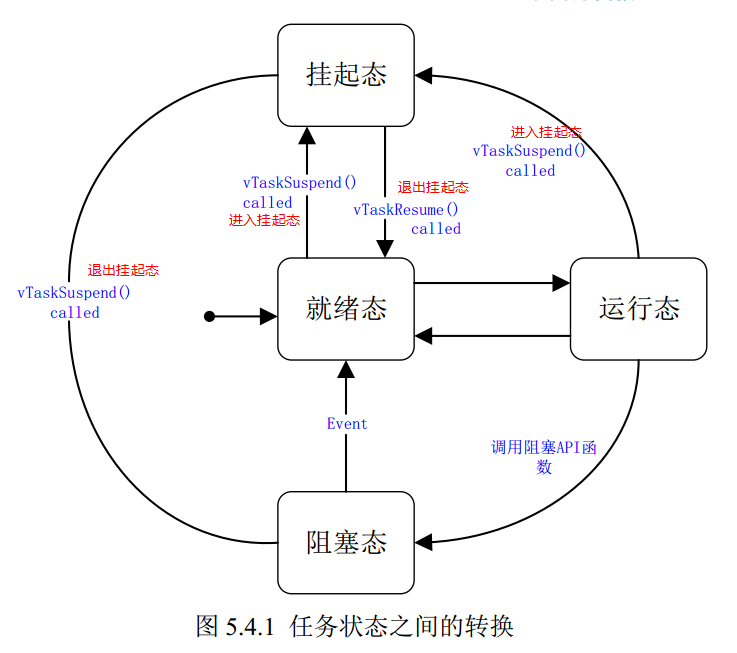 挂起态
进入挂起态
vTaskSuspend()
called
vTaskSuspend()
called
进入挂起态
退出挂起态
vTaskResume()
called
退出挂起态
vTaskSuspend()
called
就绪态
运行态
Event
调用阻塞API函
数
阻塞态
图 5.4.1 任务状态之间的转换